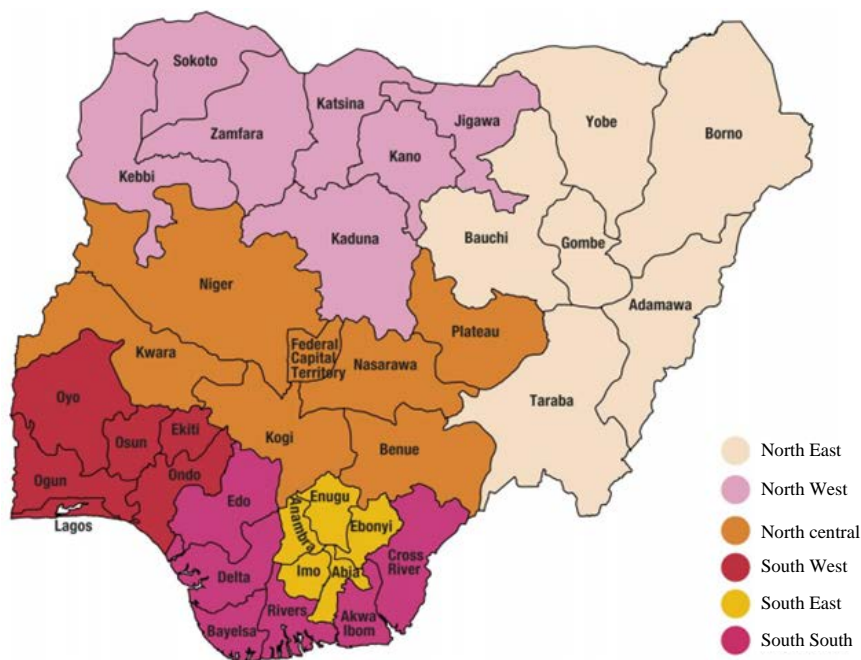 Sokoto
Katsina
Zamfara
Kano
Jigawa
Yobe
Borno
Kebbi
Kaduna
Bauchi
Gombe
Niger
Adamawa
Plateau
Federal
Capital
Territory
Nasarawa
Kwara
Taraba
Oyo
Osun
Ekiti
Kogi
Benue
Ogun
Ondo
Lagos
Edo
Enugu
Anambra
Ebonyi
Cross
River
Delta
Imo
Abia
Rivers
Akwa
Ibom
Bayelsa
North East
North West
North central
South West
South East
South South